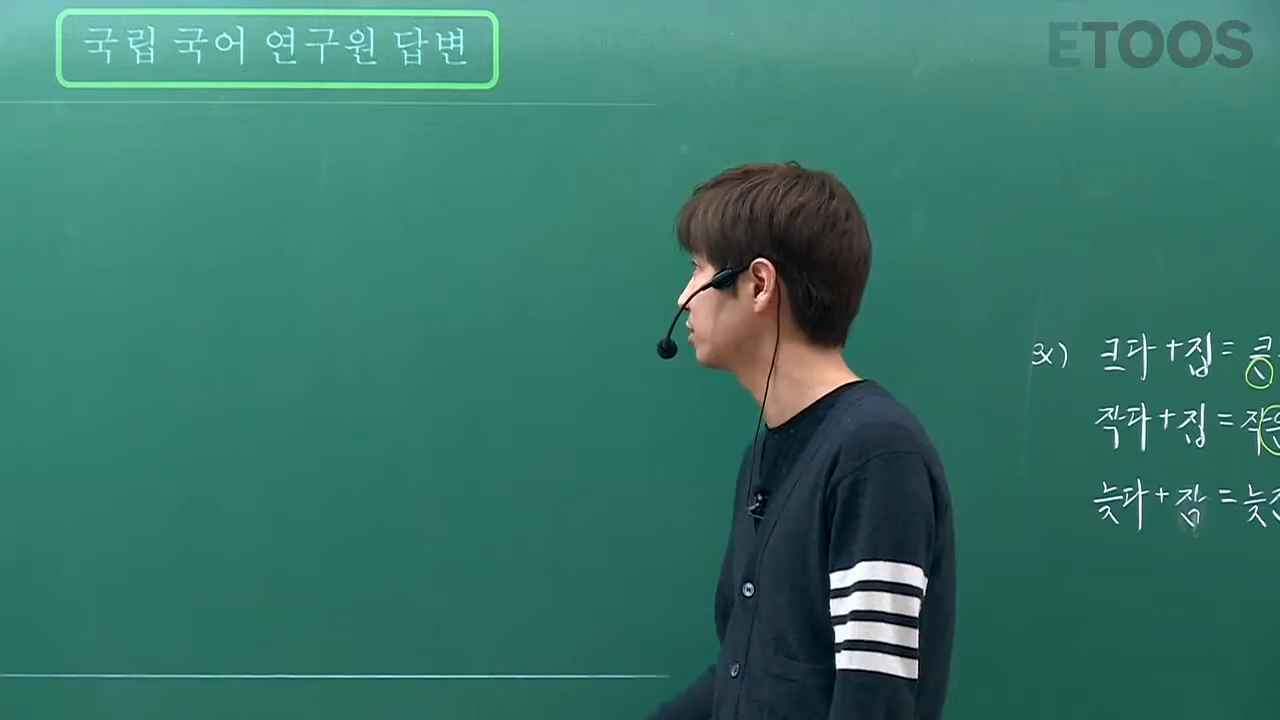 국립 국어 연구원 답변
ETOOS
ex) 크다 + 집 = 큰
작다 + 집 = 작은
늦다 + 잠 = 늦잠